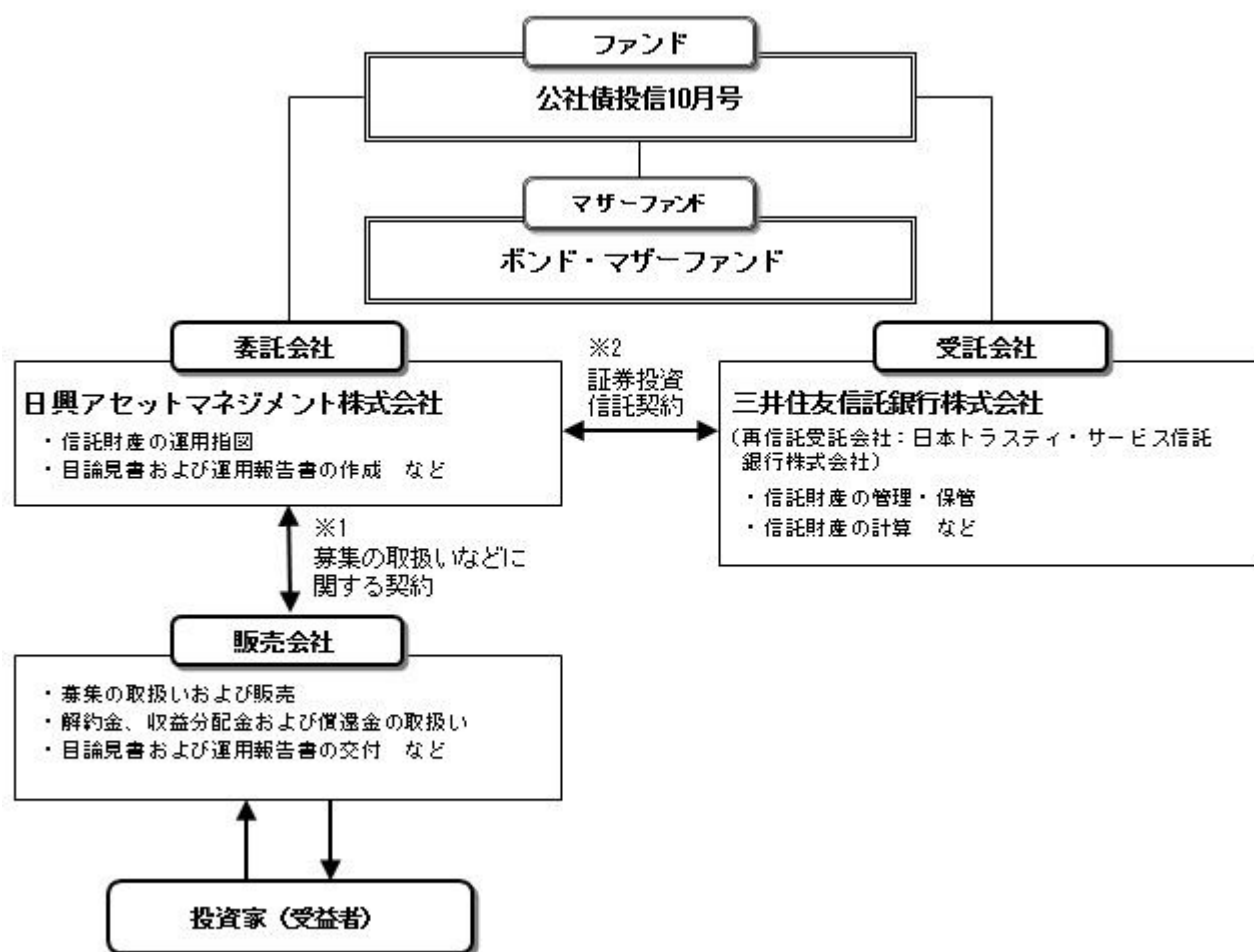 ファンド
公社債投信10月号
マザーファンド
ボンド・マザーファンド
委託会社
日興アセットマネジメント株式会社
・信託財産の運用指図
・目論見書および運用報告書の作成　など
※2
証券投資
信託契約
受託会社
三井住友信託銀行株式会社
（再信託受託会社：日本トラスティ・サービス信託
銀行株式会社）
・信託財産の管理・保管
・信託財産の計算　など
※1
募集の取扱いなどに
関する契約
販売会社
・募集の取扱いおよび販売
・解約金、収益分配金および償還金の取扱い
・目論見書および運用報告書の交付　など
投資家（受益者）